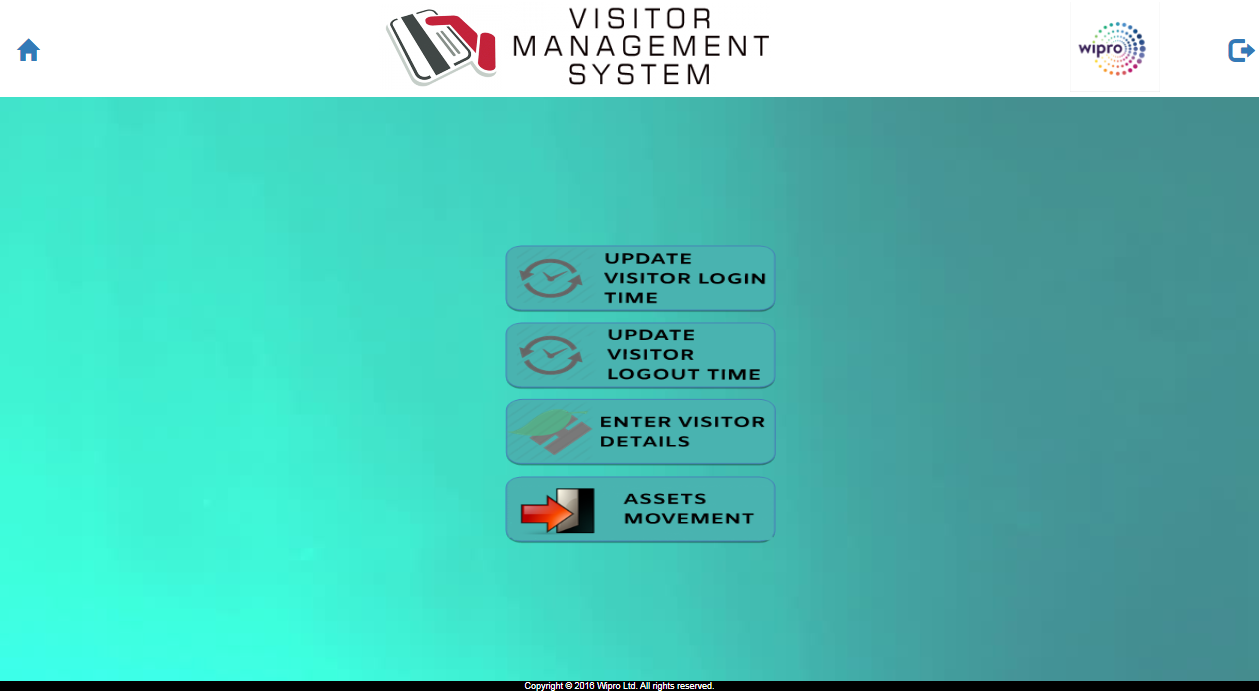 VISITOR
MANAGEMENT
SYSTEM
wipro
UPDATE
VISITOR LOGIN
TIME
UPDATE
VISITOR
LOGOUT TIME
ENTER VISITOR
DETAILS
ASSETS
MOVEMENT
Copyright © 2016 Wipro Ltd. All rights reserved.